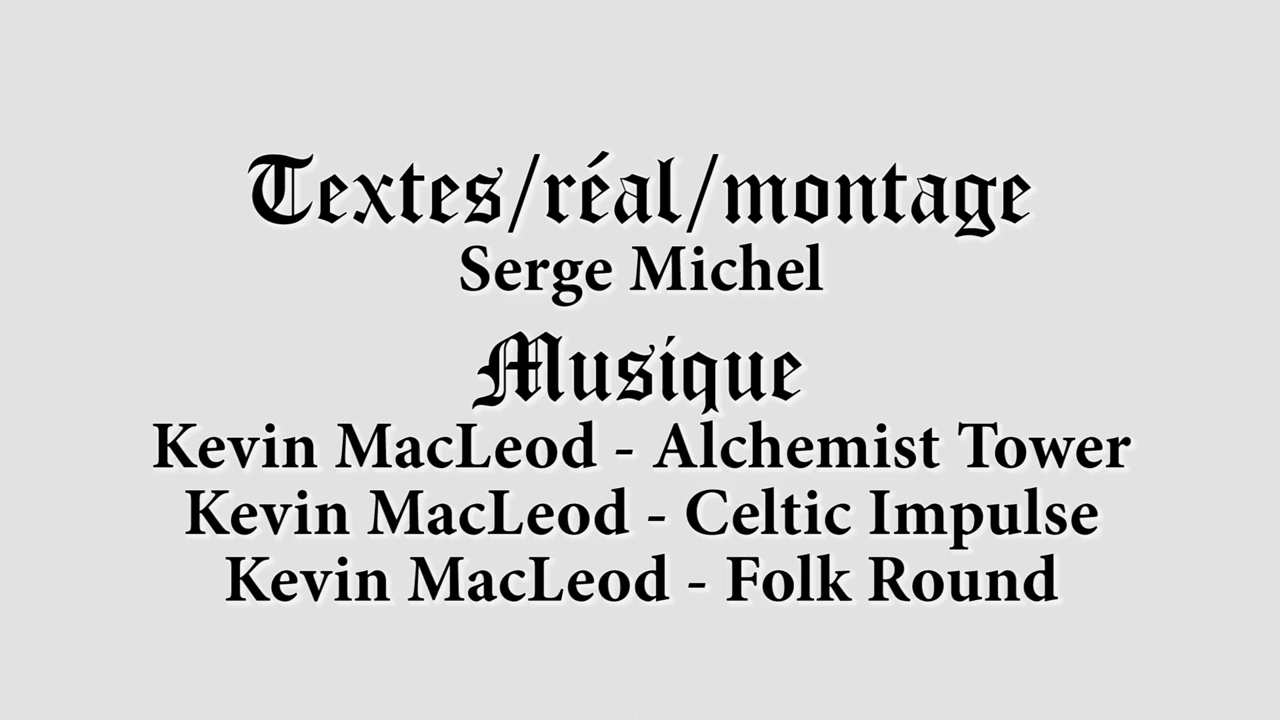 Textes/réal/montage
Serge Michel
Musique
Kevin MacLeod - Alchemist Tower
Kevin MacLeod - Celtic Impulse
Kevin MacLeod - Folk Round